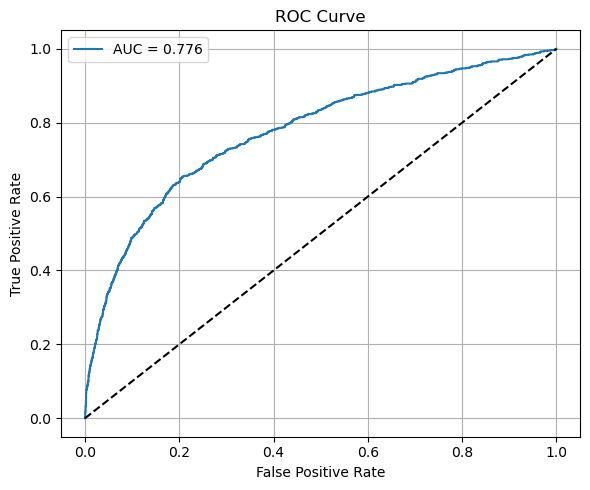 ROC Curve
AUC = 0.776
1.0
0.8
0.6
0.4
0.2
0.0
True Positive Rate
0.0 0.2 0.4 0.6 0.8 1.0
False Positive Rate